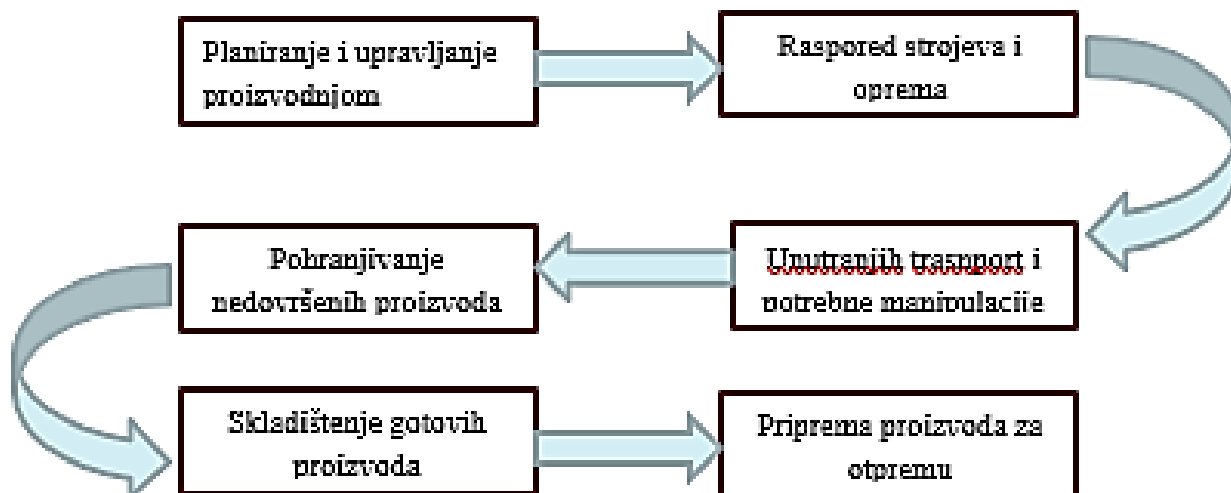 Planiranje i upravljanje
proizvodnjom
Raspored strojeva i
oprema
Unutranjih trasnport i
potrebne manipulacije
Pohranjivanje
nedovršenih proizvoda
Skladištenje gotovih
proizvoda
Priprema proizvoda za
otpremu